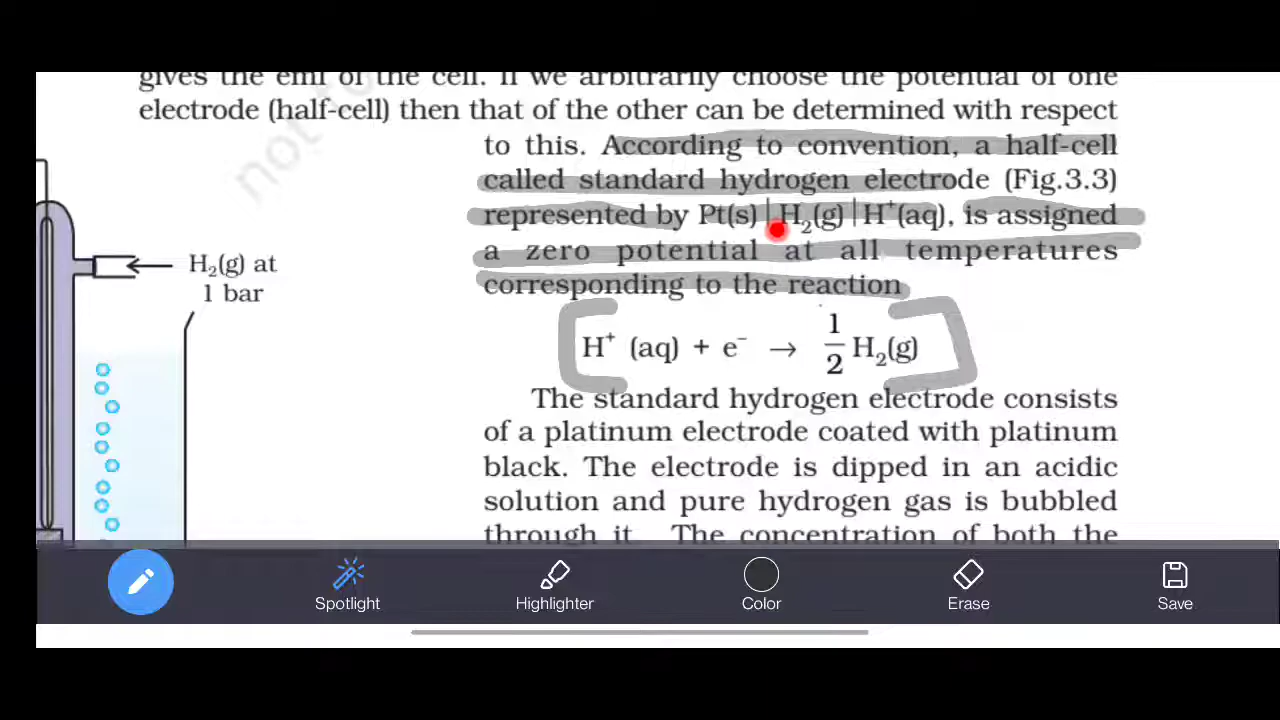 gives the emf of the cell. If we arbitrarily choose the potential of one
electrode (half-cell) then that of the other can be determined with respect
to this. According to convention, a half-cell
called standard hydrogen electrode (Fig.3.3)
represented by Pt(s)│H₂(g)│H⁺(aq), is assigned
a zero potential at all temperatures
corresponding to the reaction
H⁺ (aq) + e⁻ → 1/2 H₂(g)
The standard hydrogen electrode consists
of a platinum electrode coated with platinum
black. The electrode is dipped in an acidic
solution and pure hydrogen gas is bubbled
through it. The concentration of both the
H₂(g) at
1 bar
not fo
Spotlight
Highlighter
Color
Erase
Save